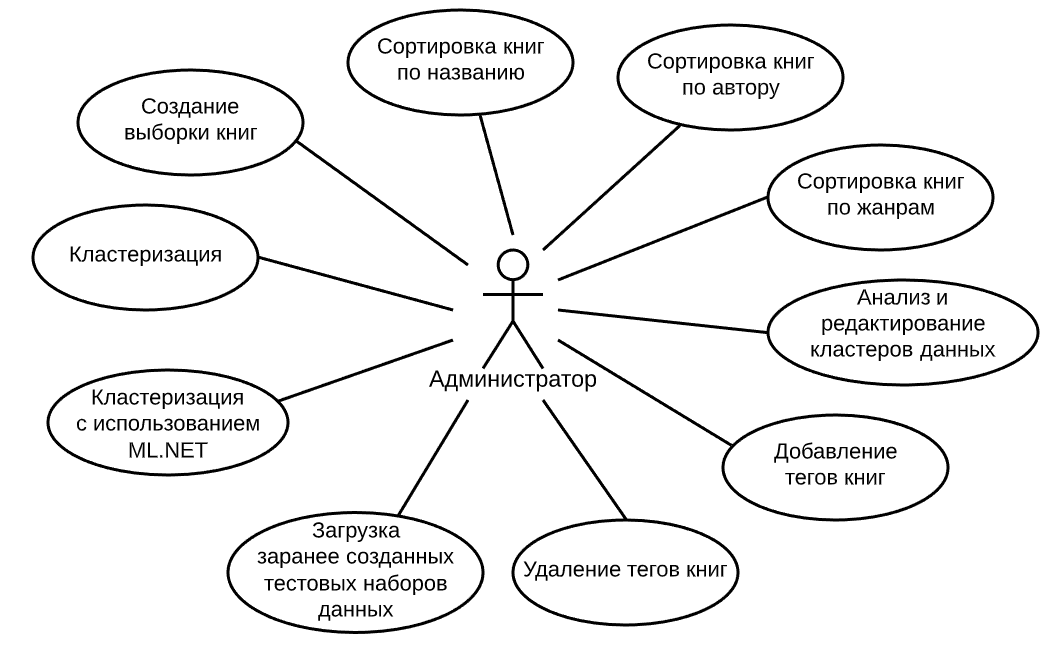 Сортировка книг
по названию
Сортировка книг
по автору
Создание
выборки книг
Сортировка книг
по жанрам
Кластеризация
Анализ и
редактирование
кластеров данных
Администратор
Кластеризация
с использованием
ML.NET
Добавление
тегов книг
Загрузка
заранее созданных
тестовых наборов
данных
Удаление тегов книг